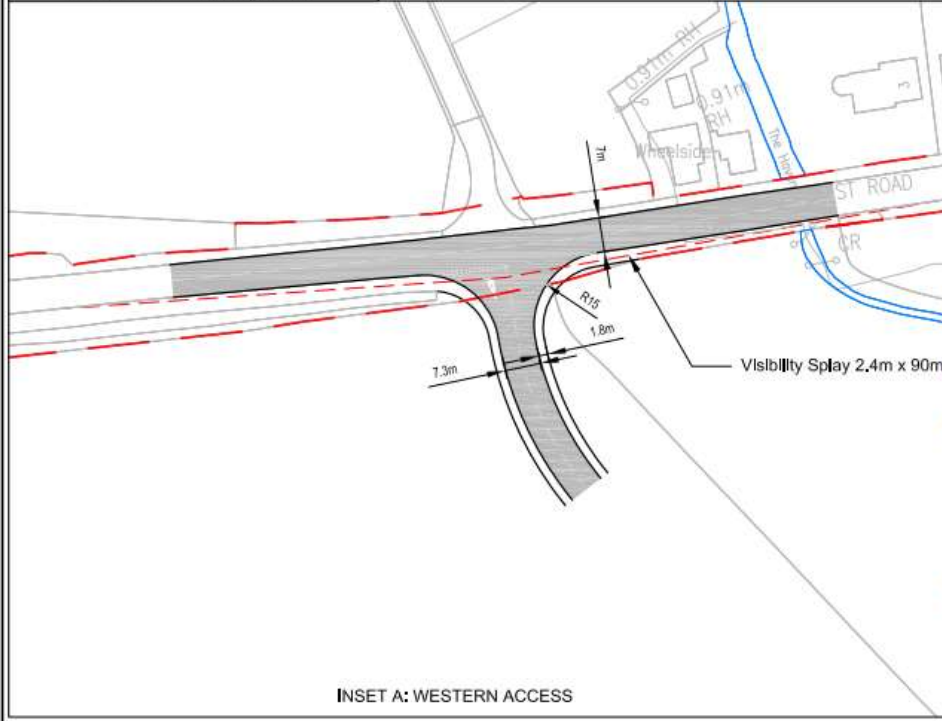 0.91m RH
0.91m
RH
3
7m
Wheelside
ST ROAD
CR
R15
1.8m
7.3m
Visibility Splay 2.4m x 90m
INSET A: WESTERN ACCESS